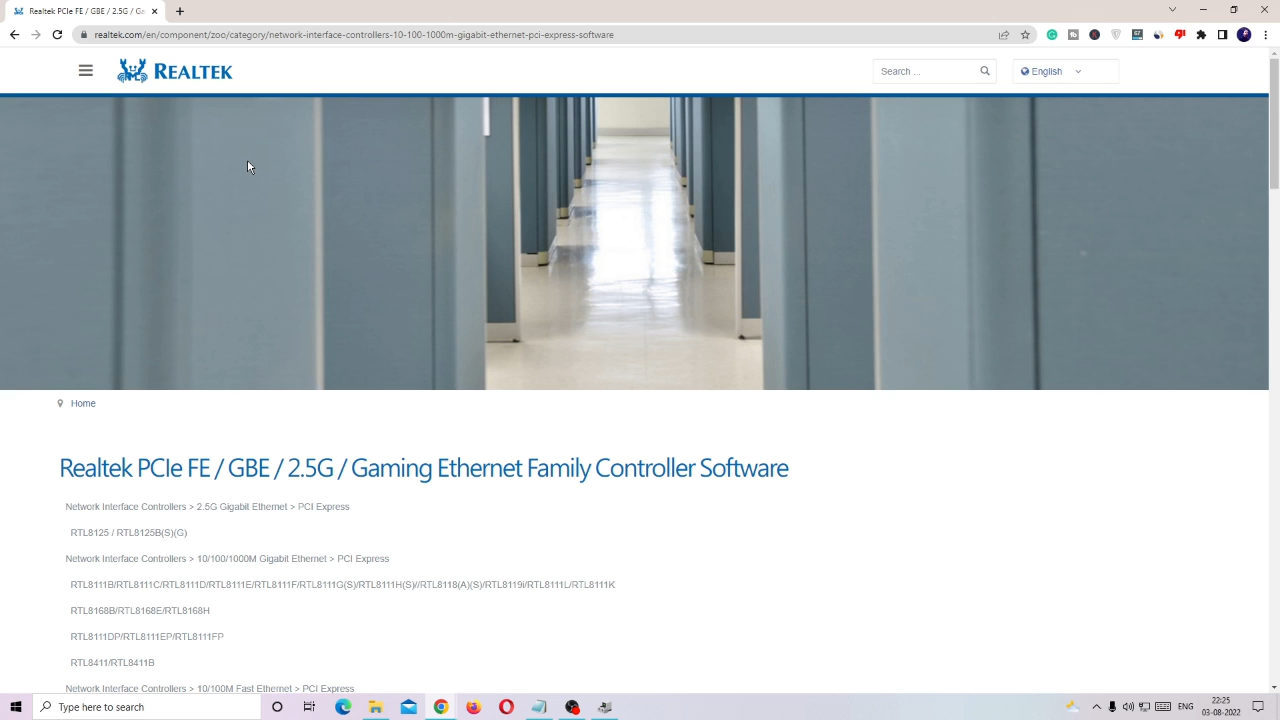 Realtek PCIe FE / GBE / 2.5G / Ga
realtek.com/en/component/zoo/category/network-interface-controllers-10-100-1000m-gigabit-ethernet-pci-express-software
REALTEK
Search ...
English
Home
Realtek PCIe FE / GBE / 2.5G / Gaming Ethernet Family Controller Software
Network Interface Controllers > 2.5G Gigabit Ethernet > PCI Express
RTL8125 / RTL8125B(S)(G)
Network Interface Controllers > 10/100/1000M Gigabit Ethernet > PCI Express
RTL8111B/RTL8111C/RTL8111D/RTL8111E/RTL8111F/RTL8111G(S)/RTL8111H(S)//RTL8118(A)(S)/RTL8119i/RTL8111L/RTL8111K
RTL8168B/RTL8168E/RTL8168H
RTL8111DP/RTL8111EP/RTL8111FP
RTL8411/RTL8411B
Network Interface Controllers > 10/100M Fast Ethernet > PCI Express
Type here to search
ENG
22:25
03-08-2022